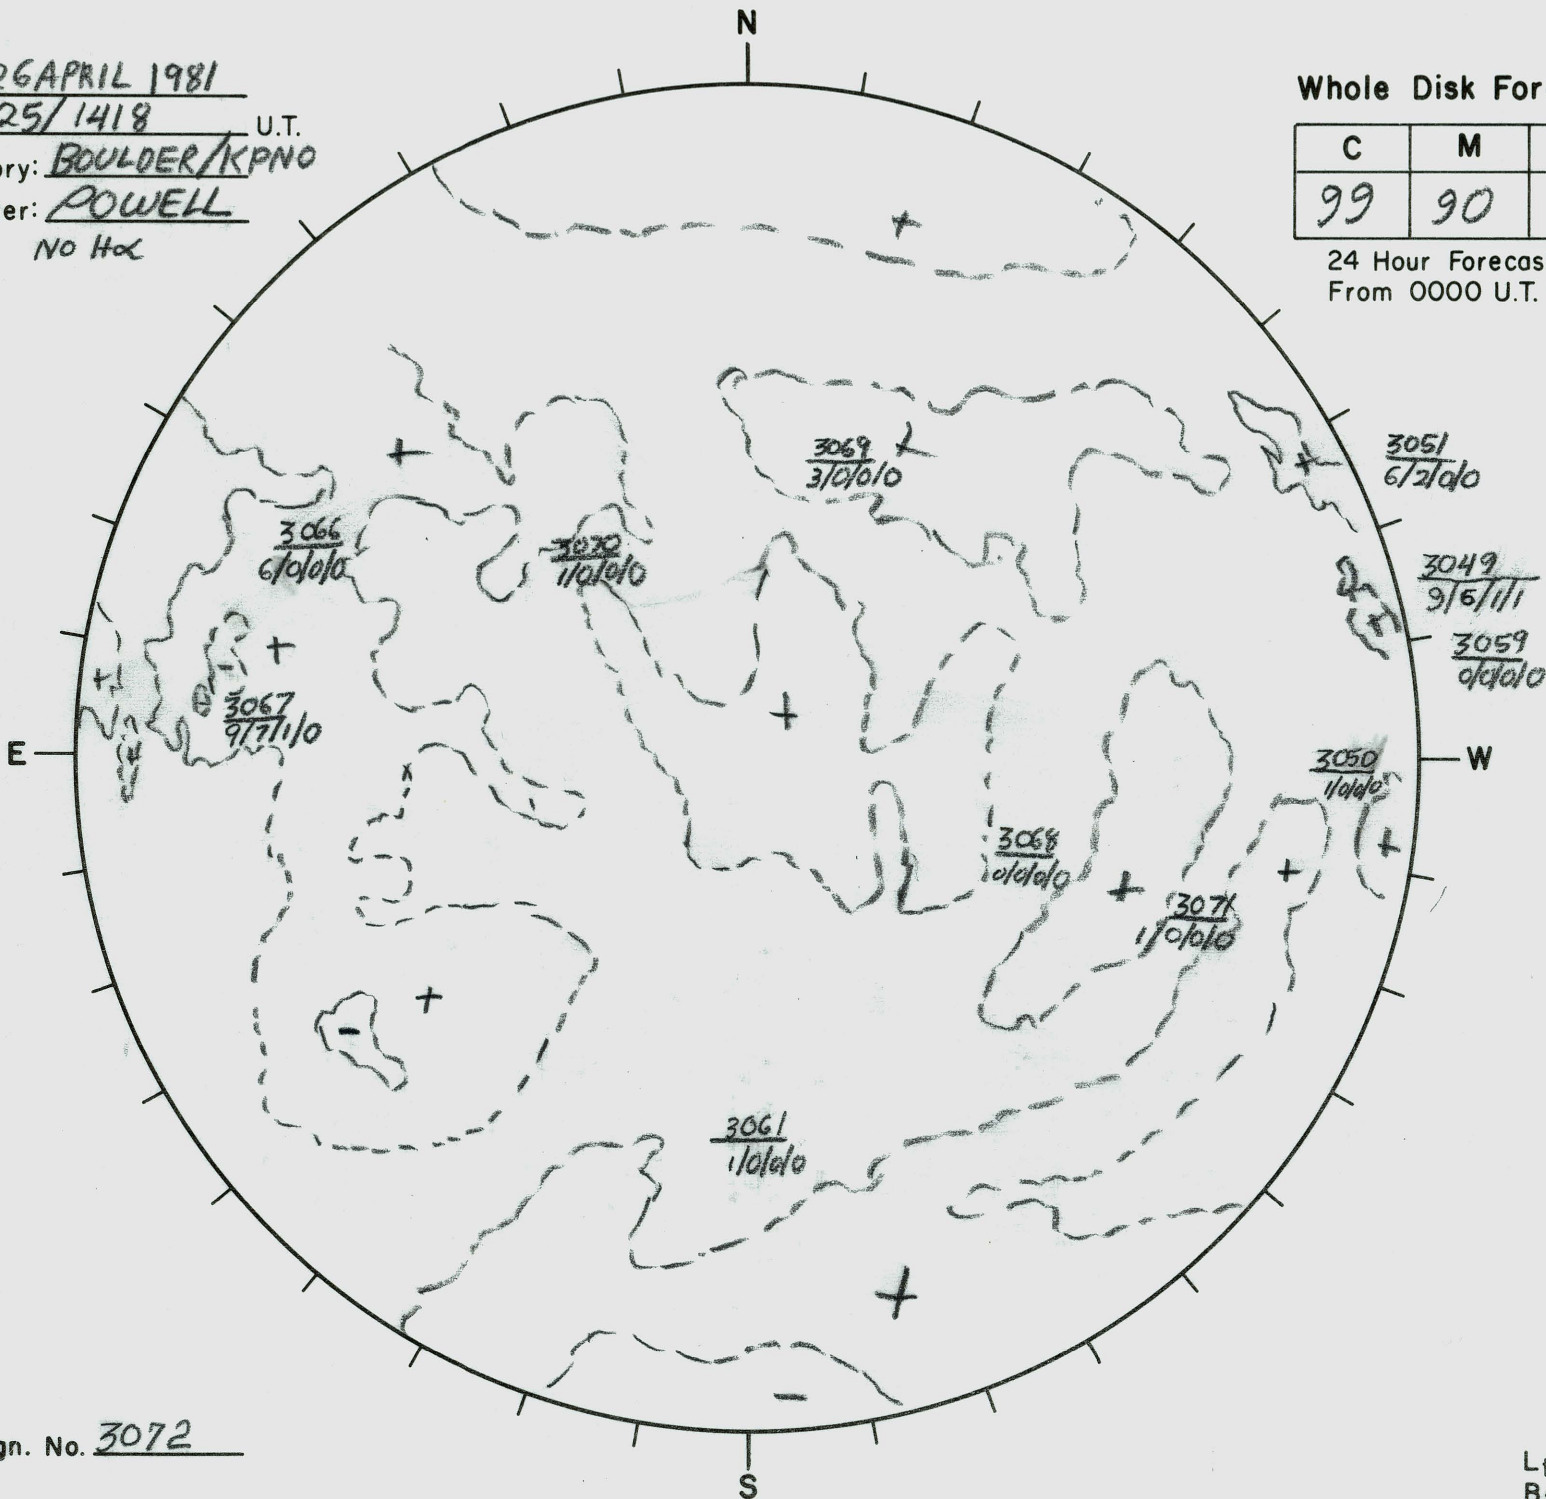 N
26 APRIL 1981
25/1418 U.T.
ory: BOULDER/KPNO
er: POWELL
NO Hα
Whole Disk For
C M
99 90
24 Hour Forecas
From 0000 U.T.
+
+
3069
3/0/0/0
+
3051
6/2/0/0
3066
6/0/0/0
3070
1/0/0/0
3049
9/6/1/1
+
3059
0/0/0/0
3067
9/7/1/0
+
E
W
3050
1/0/0/0
3068
0/0/0/0
+
+
+
3071
1/0/0/0
+
-
3061
1/0/0/0
+
-
gn. No. 3072
S